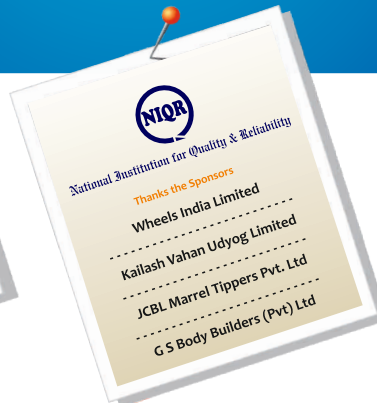 NIQR
National Institution for Quality & Reliability
Thanks the Sponsors
Wheels India Limited
Kailash Vahan Udyog Limited
JCBL Marrel Tippers Pvt. Ltd
G S Body Builders (Pvt) Ltd